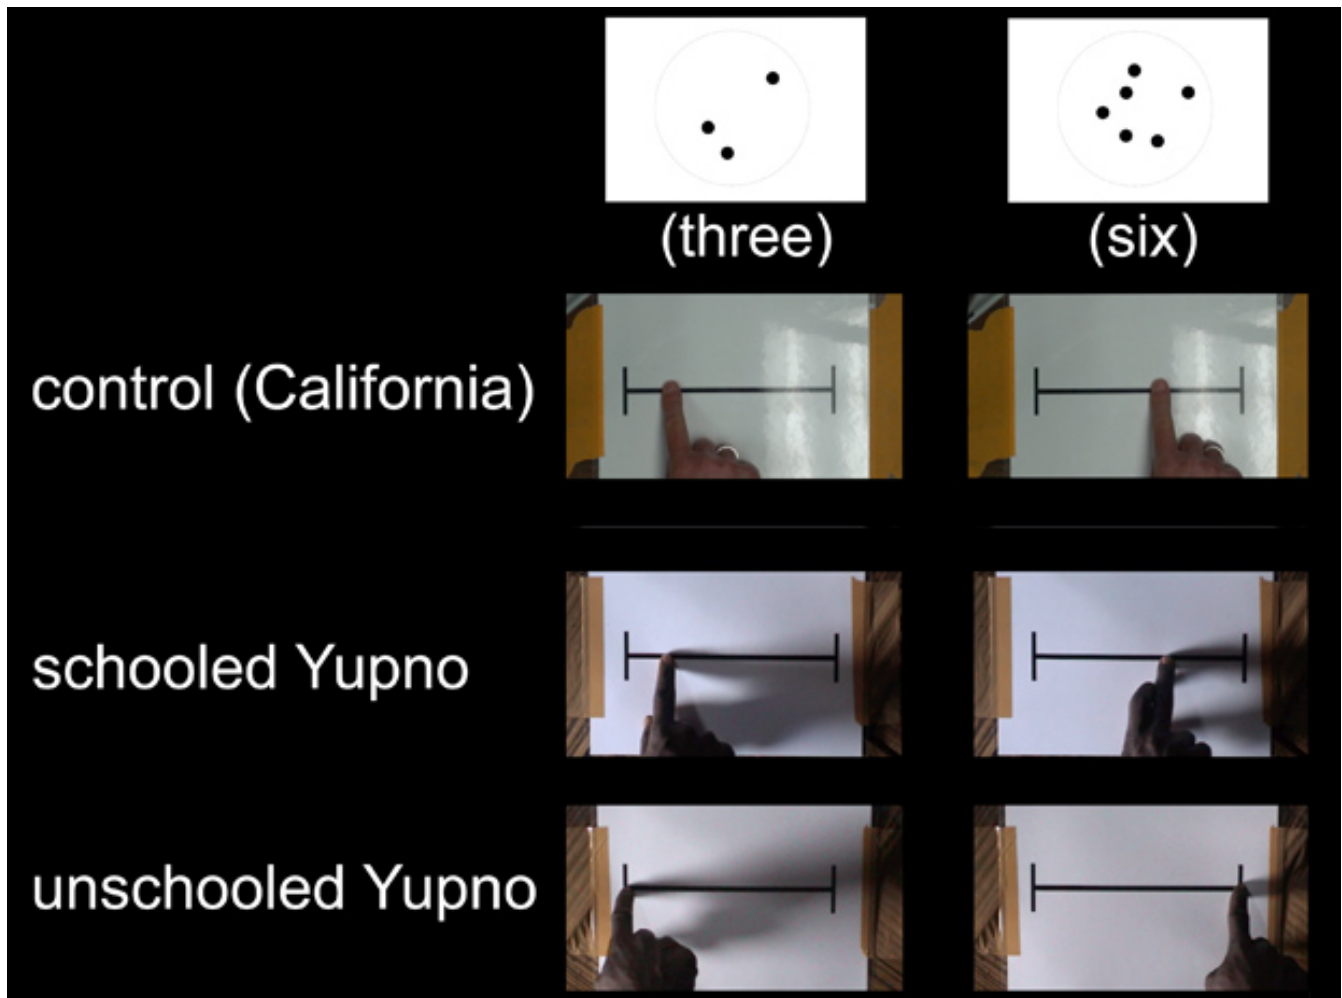 (three)
(six)
control (California)
schooled Yupno
unschooled Yupno